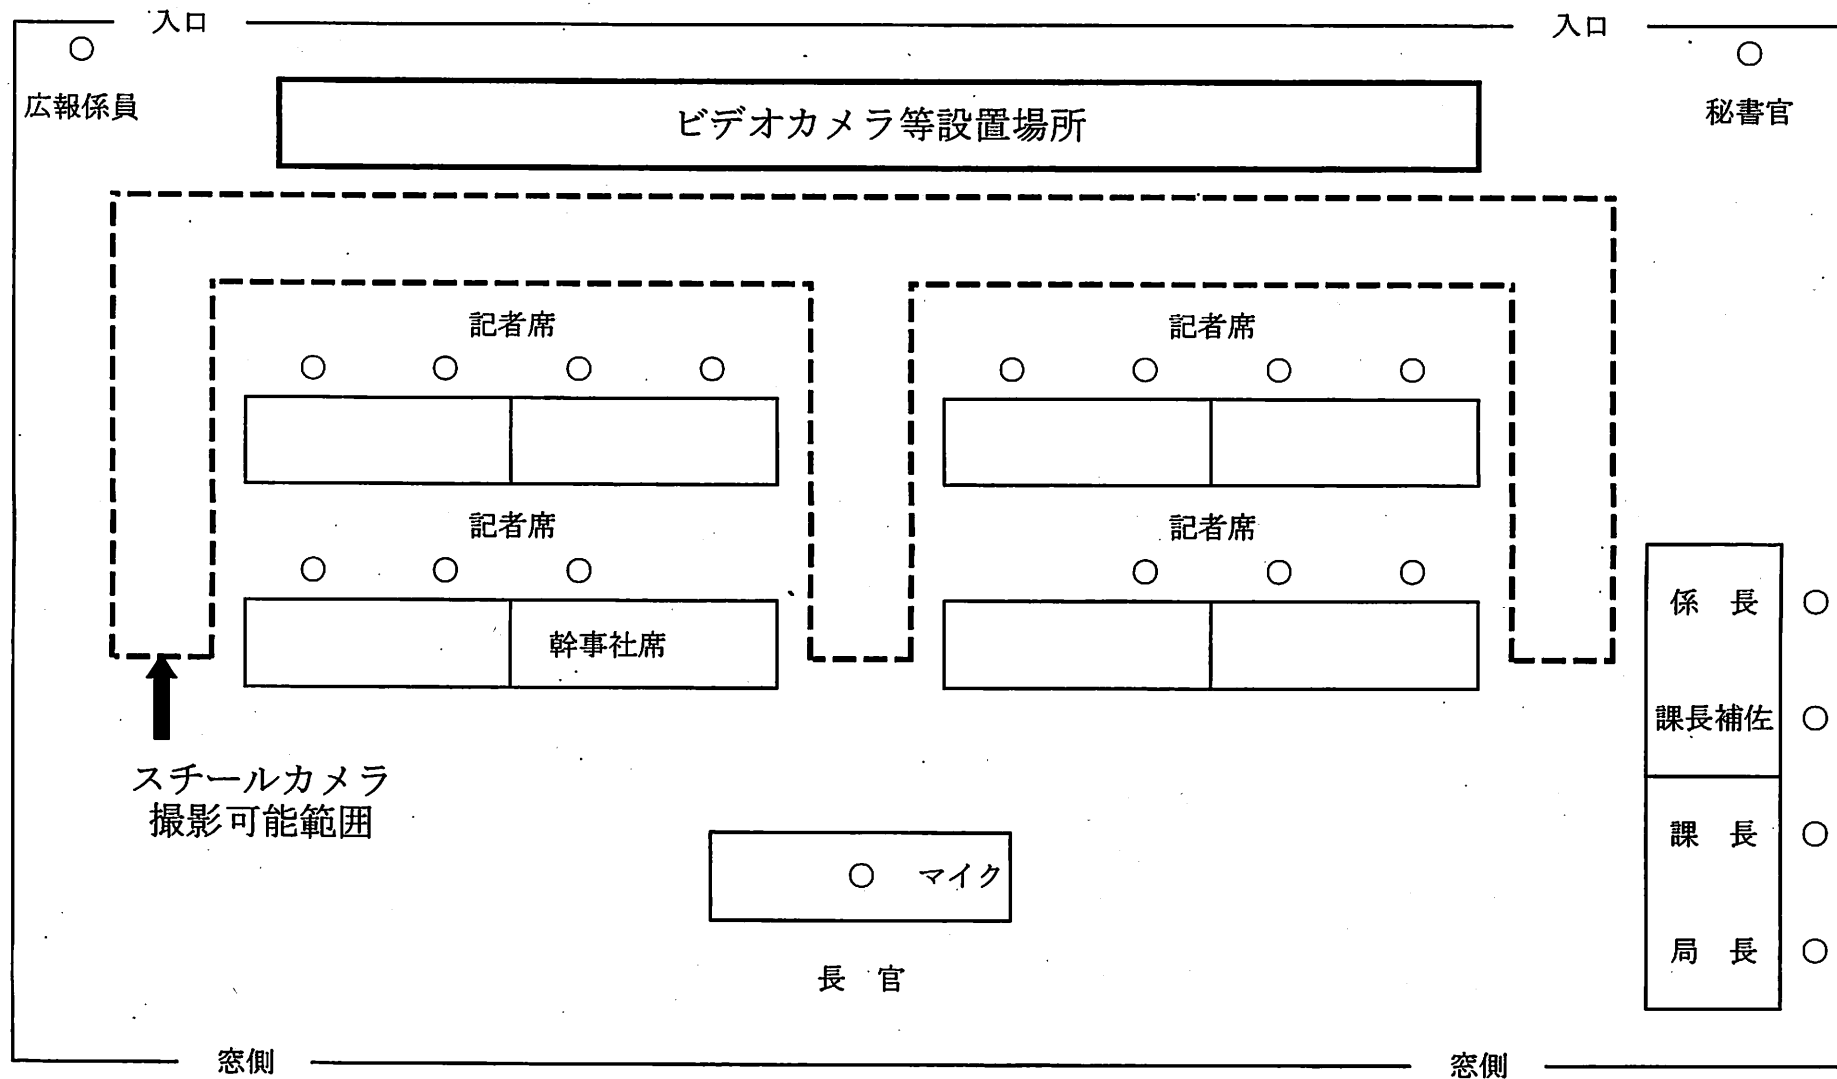 入口
入口
広報係員
秘書官
ビデオカメラ等設置場所
記者席
記者席
記者席
記者席
幹事社席
係　長
課長補佐
課　長
局　長
スチールカメラ
撮影可能範囲
マイク
長　官
窓側
窓側